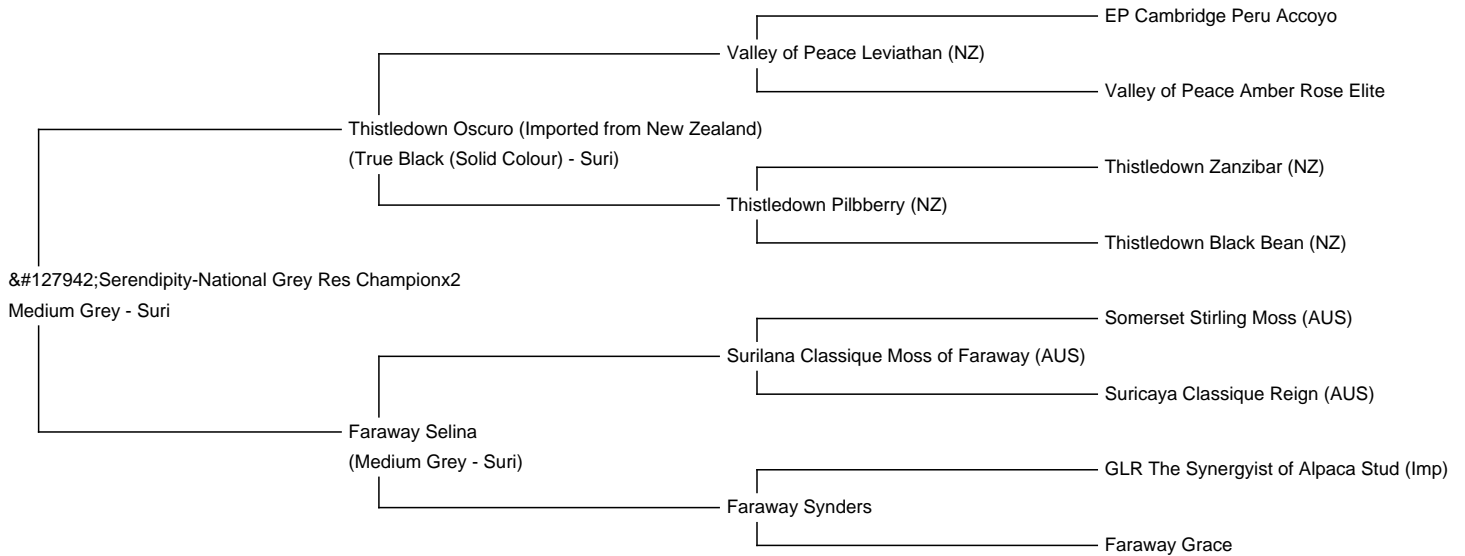 EP Cambridge Peru Accoyo
Valley of Peace Leviathan (NZ)
Valley of Peace Amber Rose Elite
Thistledown Oscuro (Imported from New Zealand)
(True Black (Solid Colour) - Suri)
Thistledown Zanzibar (NZ)
Thistledown Pilbberry (NZ)
Thistledown Black Bean (NZ)
&#127942;Serendipity-National Grey Res Championx2
Medium Grey - Suri
Somerset Stirling Moss (AUS)
Surilana Classique Moss of Faraway (AUS)
Suricaya Classique Reign (AUS)
Faraway Selina
(Medium Grey - Suri)
GLR The Synergyist of Alpaca Stud (Imp)
Faraway Synders
Faraway Grace